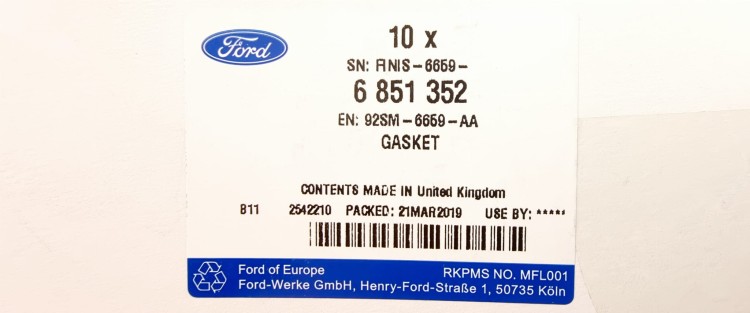 Ford
10 x
SN: FINIS-6659-
6 851 352
EN: 92SM-6659-AA
GASKET
CONTENTS MADE IN United Kingdom
B11 2542210 PACKED: 21MAR2019 USE BY: *****
Ford of Europe RKPMS NO. MFL001
Ford-Werke GmbH, Henry-Ford-Straße 1, 50735 Köln